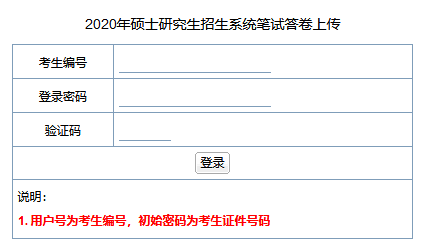 2020年硕士研究生招生系统笔试答卷上传
考生编号
登录密码
验证码
登录
说明：
1. 用户号为考生编号，初始密码为考生证件号码